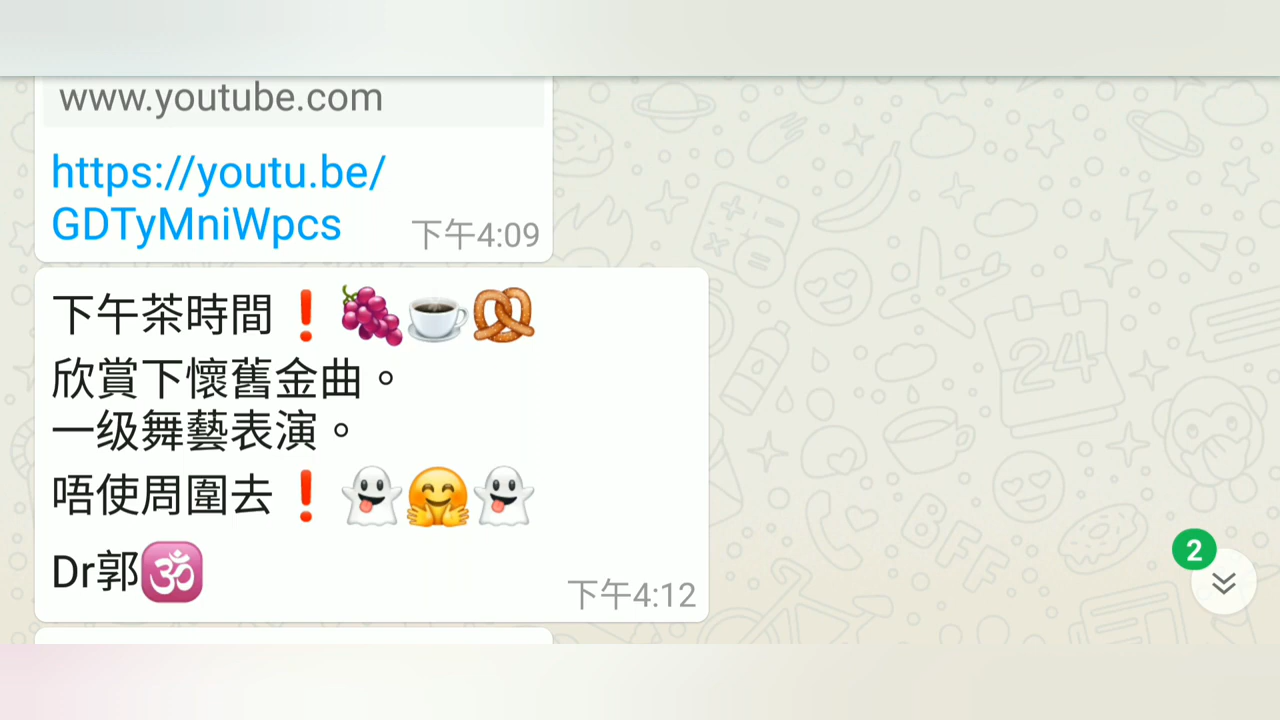 www.youtube.com
https://youtu.be/
GDTyMniWpcs
下午4:09
下午茶時間❗🍇☕🥨
欣賞下懷舊金曲。
一级舞藝表演。
唔使周圍去❗👻🤗👻
Dr郭🕉
下午4:12
2